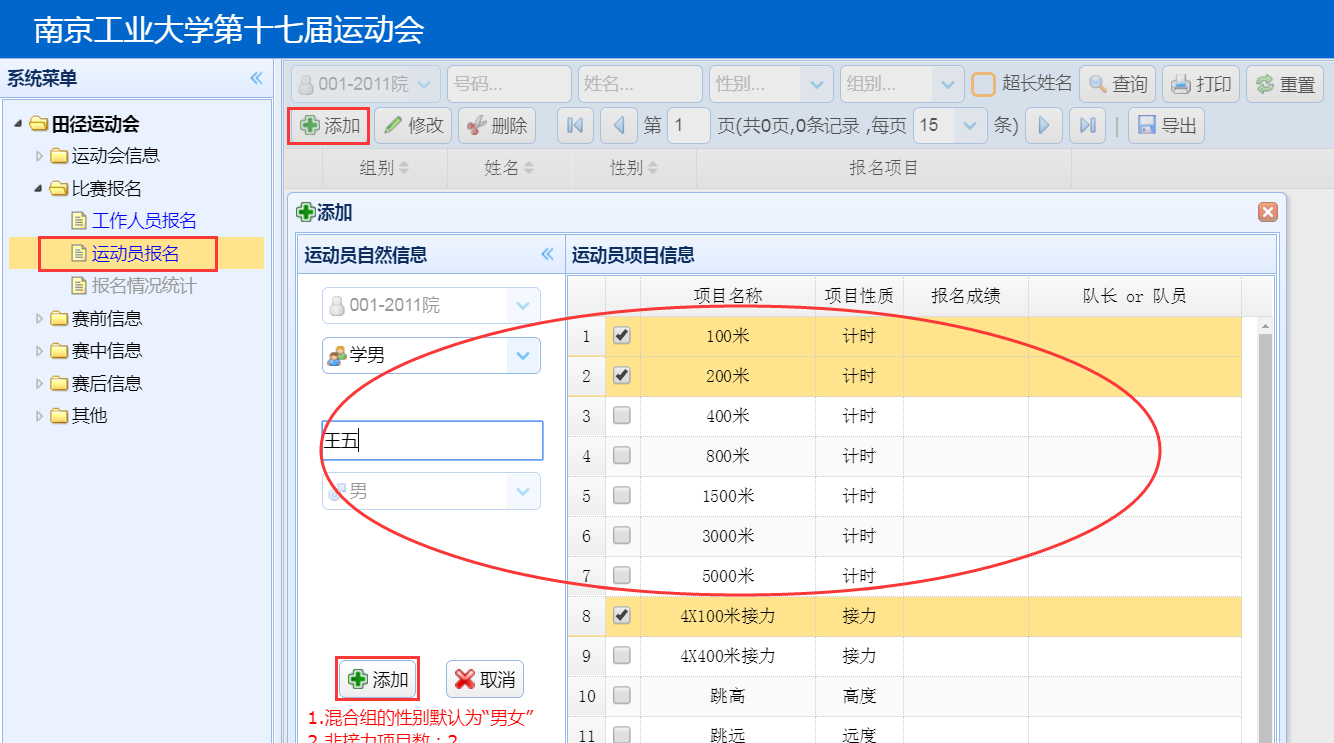 南京工业大学第十七届运动会
系统菜单
田径运动会
运动会信息
比赛报名
工作人员报名
运动员报名
报名情况统计
赛前信息
赛中信息
赛后信息
其他
001-2011院 号码... 姓名... 性别... 组别... 超长姓名 查询 打印 重置
添加 修改 删除 第 1 页(共0页,0条记录 ,每页 15 条) 导出
组别 姓名 性别 报名项目
添加
运动员自然信息
001-2011院
学男
王五
男
添加 取消
1.混合组的性别默认为“男女”
2.非接力项目数：2
运动员项目信息
项目名称 项目性质 报名成绩 队长 or 队员
1 100米 计时
2 200米 计时
3 400米 计时
4 800米 计时
5 1500米 计时
6 3000米 计时
7 5000米 计时
8 4X100米接力 接力
9 4X400米接力 接力
10 跳高 高度
11 跳远 远度